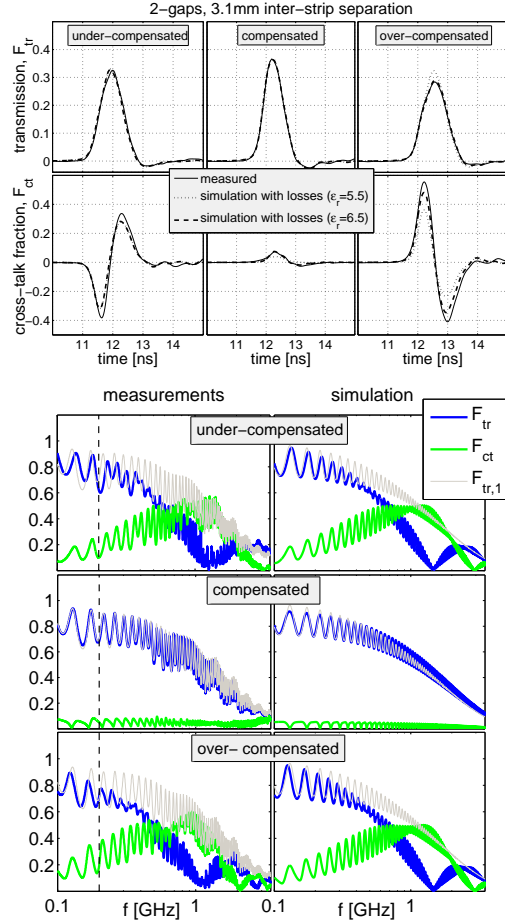 2-gaps, 3.1mm inter-strip separation
under-compensated
compensated
over-compensated
transmission, F_tr
0.4
0.3
0.2
0.1
0
measured
simulation with losses (ε_r=5.5)
simulation with losses (ε_r=6.5)
cross-talk fraction, F_ct
0.4
0.2
0
−0.2
−0.4
11 12 13 14 11 12 13 14 11 12 13 14
time [ns] time [ns] time [ns]
measurements simulation
F_tr
F_ct
F_tr,1
under-compensated
1
0.8
0.6
0.4
0.2
compensated
1
0.8
0.6
0.4
0.2
over- compensated
1
0.8
0.6
0.4
0.2
0.1 1 0.1 1
f [GHz] f [GHz]